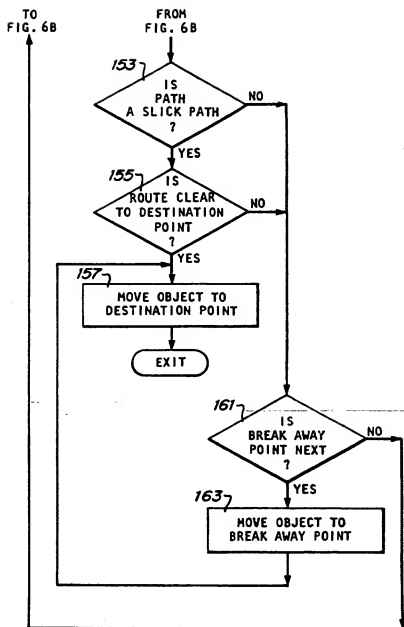 TO
FIG. 6B
FROM
FIG. 6B
153
IS
PATH
A SLICK PATH
?
NO
YES
155
IS
ROUTE CLEAR
TO DESTINATION
POINT
?
NO
YES
157
MOVE OBJECT TO
DESTINATION POINT
EXIT
161
IS
BREAK AWAY
POINT NEXT
?
NO
YES
163
MOVE OBJECT TO
BREAK AWAY POINT